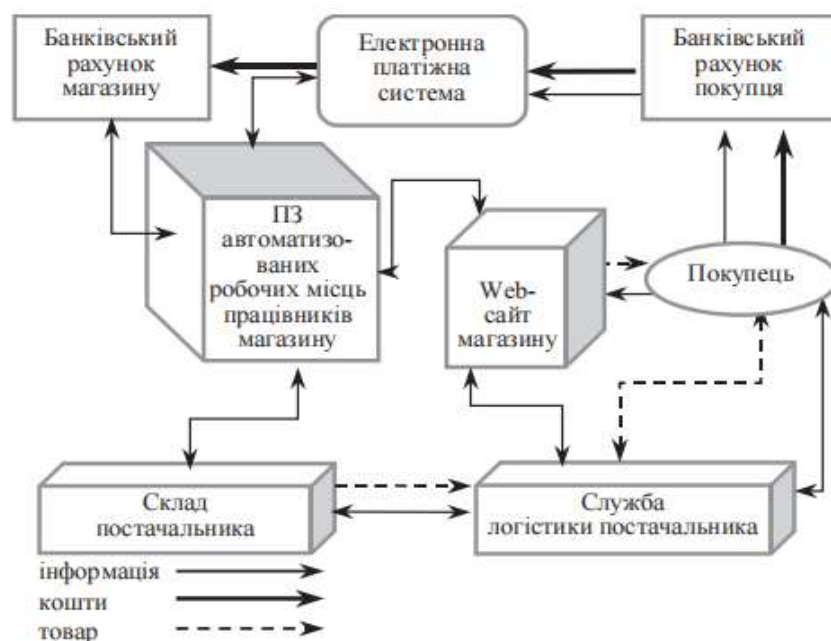 Банківський
рахунок
магазину
Електронна
платіжна
система
Банківський
рахунок
покупця
ПЗ
автоматизо-
ваних
робочих місць
працівників
магазину
Web-
сайт
магазину
Покупець
Склад
постачальника
Служба
логістики постачальника
інформація
кошти
товар